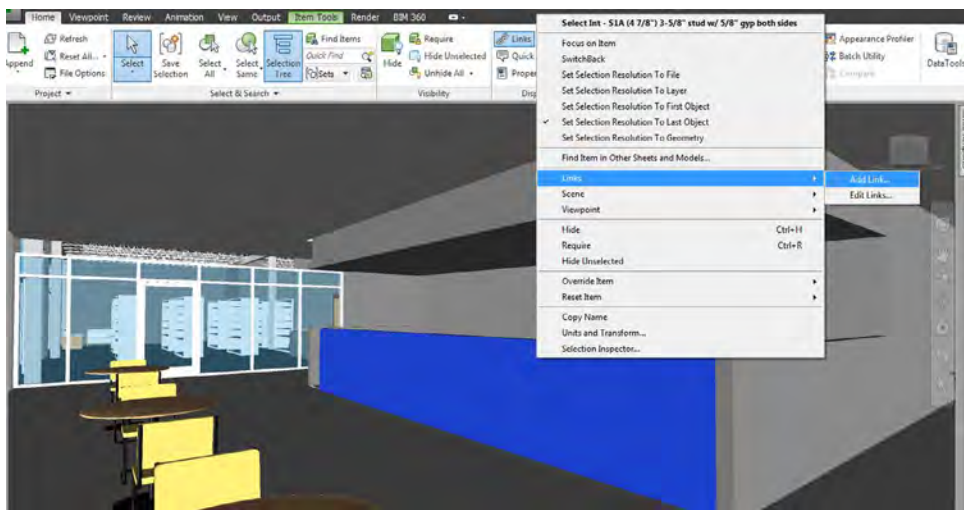 Home Viewpoint Review Animation View Output Item Tools Render BIM 360
Append
Refresh
Reset All...
File Options
Project
Select
Save Selection
Select All
Select Same
Selection Tree
Find Items
Quick Find
Sets
Select & Search
Hide
Require
Hide Unselected
Unhide All
Visibility
Links
Quick
Proper
Disp
Appearance Profiler
Batch Utility
Compare
DataTools
Select Int - S1A (4 7/8") 3-5/8" stud w/ 5/8" gyp both sides
Focus on Item
SwitchBack
Set Selection Resolution To File
Set Selection Resolution To Layer
Set Selection Resolution To First Object
Set Selection Resolution To Last Object
Set Selection Resolution To Geometry
Find Item in Other Sheets and Models...
Links
Add Link...
Edit Links...
Scene
Viewpoint
Hide Ctrl+H
Require Ctrl+R
Hide Unselected
Override Item
Reset Item
Copy Name
Units and Transform...
Selection Inspector...